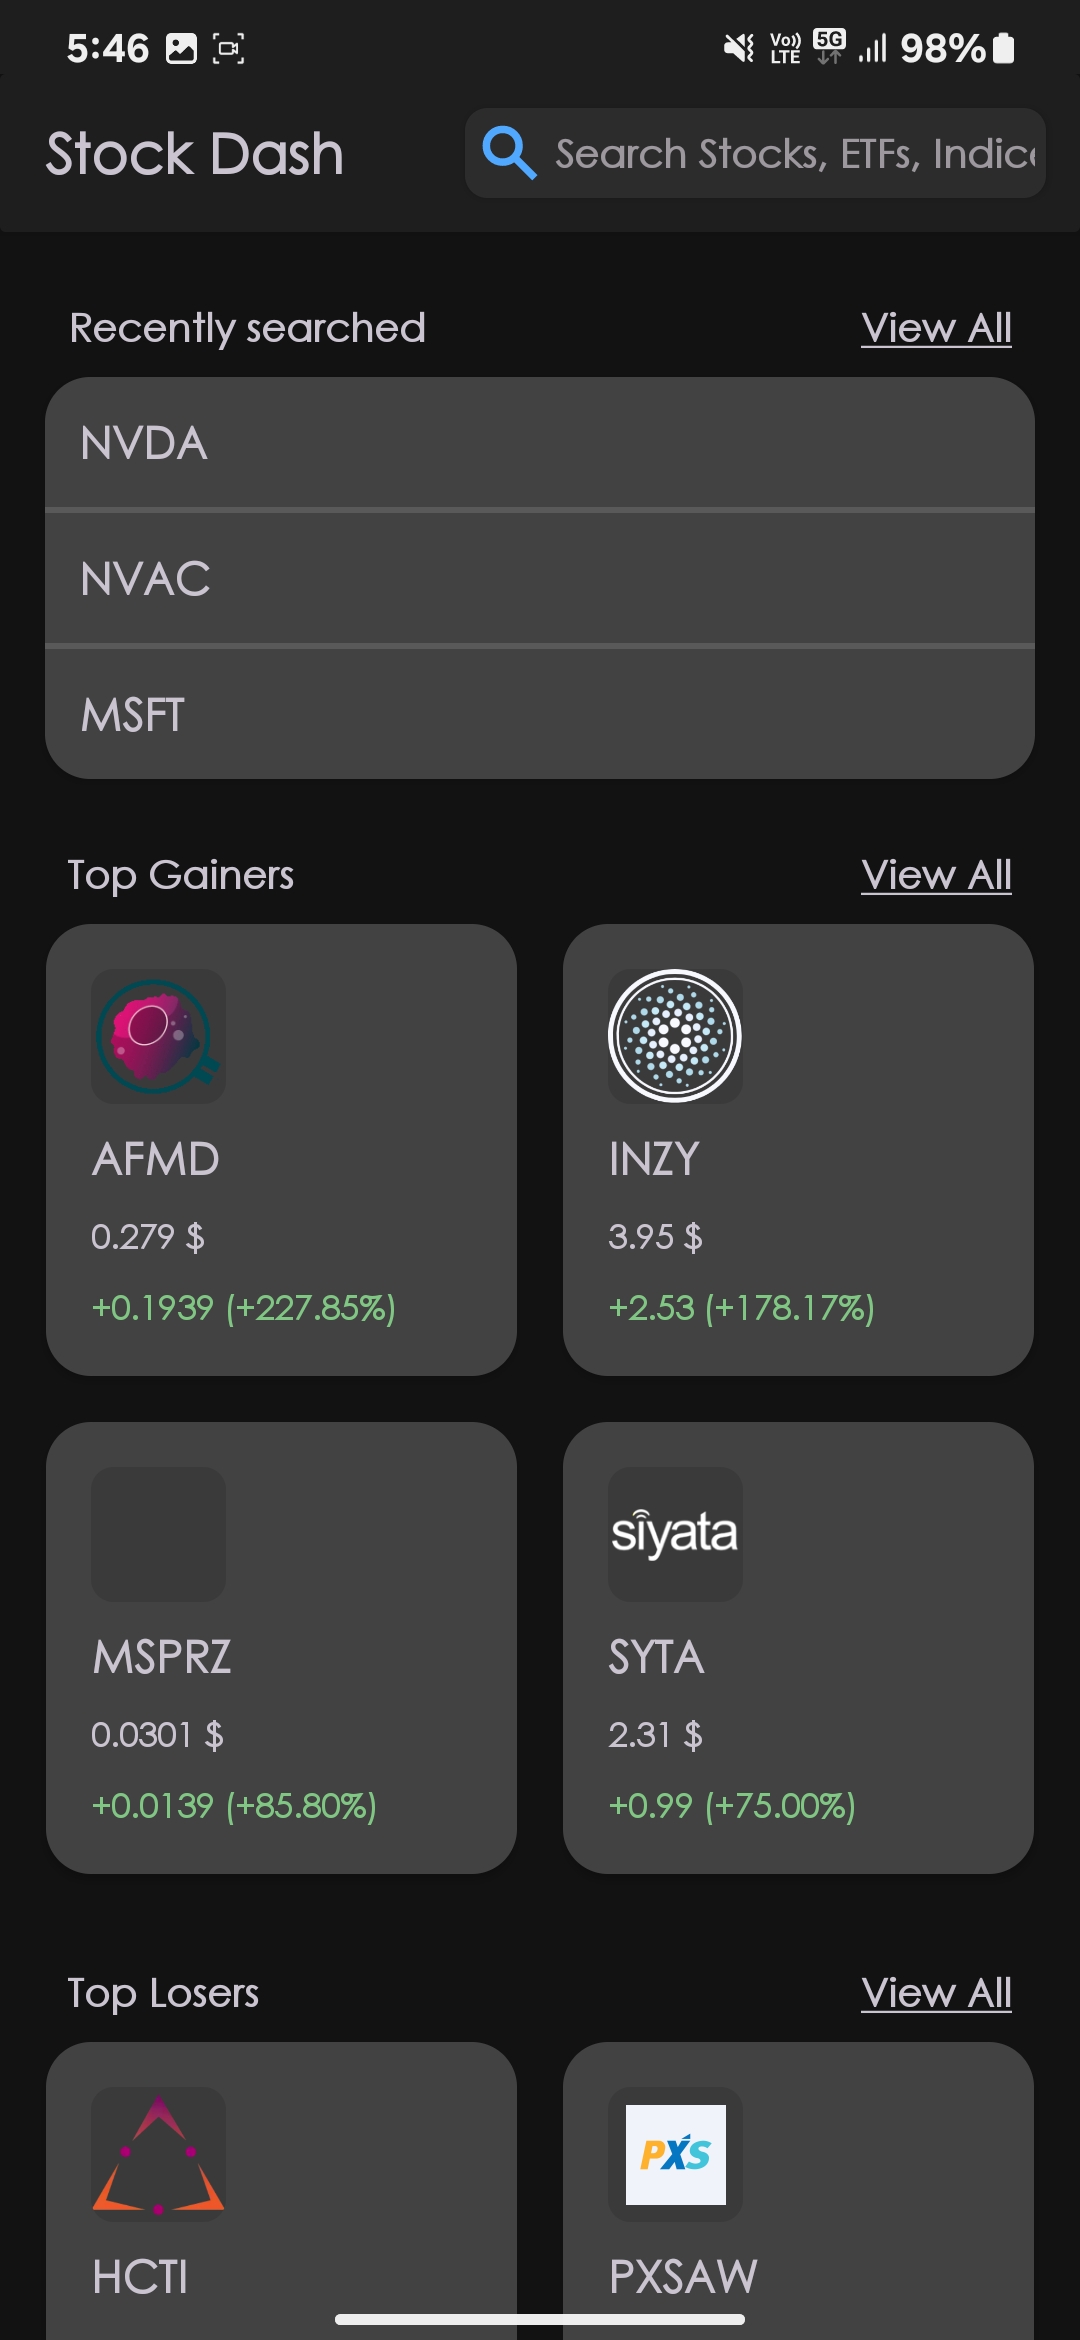 5:46 Vo)) LTE 5G 98%
Stock Dash Search Stocks, ETFs, Indice
Recently searched View All
NVDA
NVAC
MSFT
Top Gainers View All
AFMD INZY
0.279 $ 3.95 $
+0.1939 (+227.85%) +2.53 (+178.17%)
siyata
MSPRZ SYTA
0.0301 $ 2.31 $
+0.0139 (+85.80%) +0.99 (+75.00%)
Top Losers View All
PXS
HCTI PXSAW